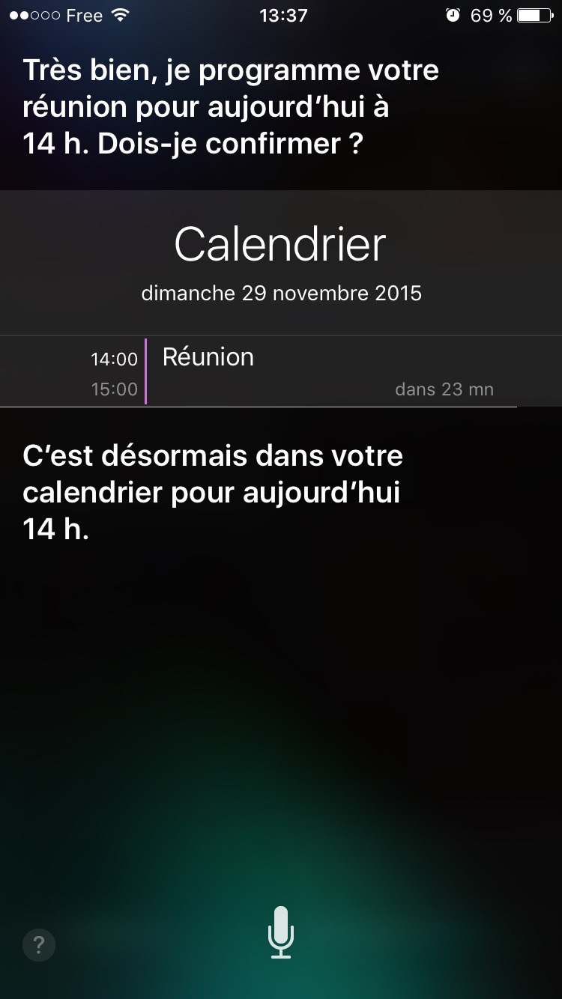 Free 13:37 69 %
Très bien, je programme votre
réunion pour aujourd’hui à
14 h. Dois-je confirmer ?
Calendrier
dimanche 29 novembre 2015
14:00 Réunion
15:00 dans 23 mn
C’est désormais dans votre
calendrier pour aujourd’hui
14 h.
?